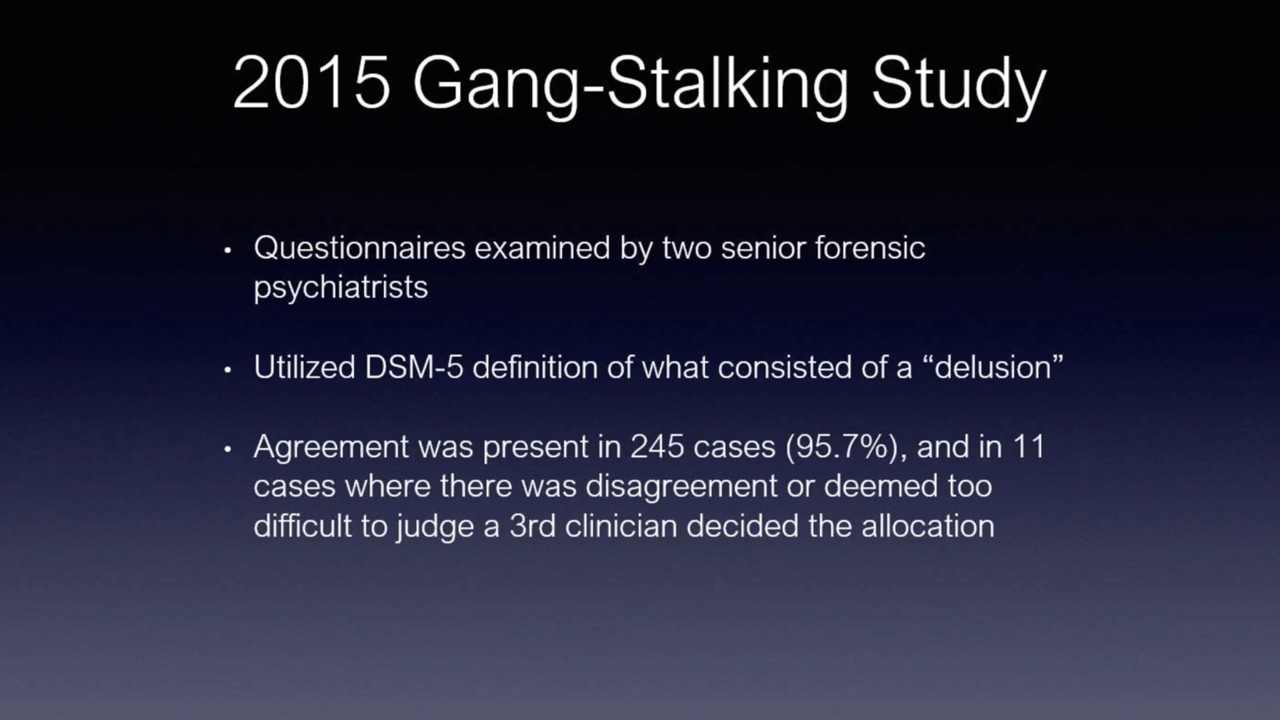 2015 Gang-Stalking Study
• Questionnaires examined by two senior forensic
psychiatrists
• Utilized DSM-5 definition of what consisted of a “delusion”
• Agreement was present in 245 cases (95.7%), and in 11
cases where there was disagreement or deemed too
difficult to judge a 3rd clinician decided the allocation